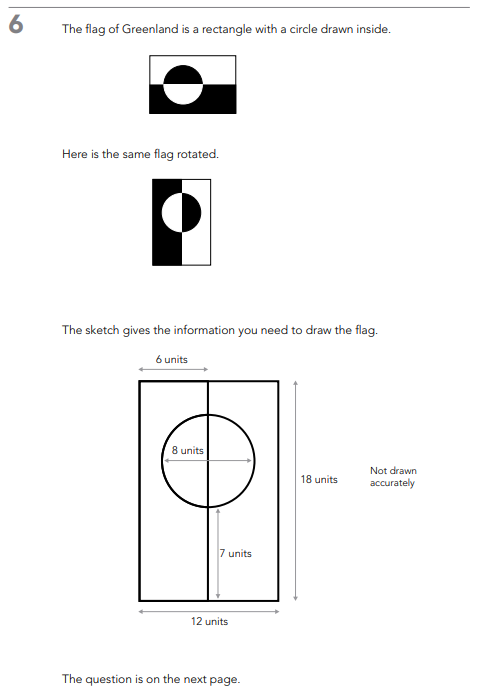 6
The flag of Greenland is a rectangle with a circle drawn inside.
Here is the same flag rotated.
The sketch gives the information you need to draw the flag.
6 units
8 units
18 units
Not drawn
accurately
7 units
12 units
The question is on the next page.